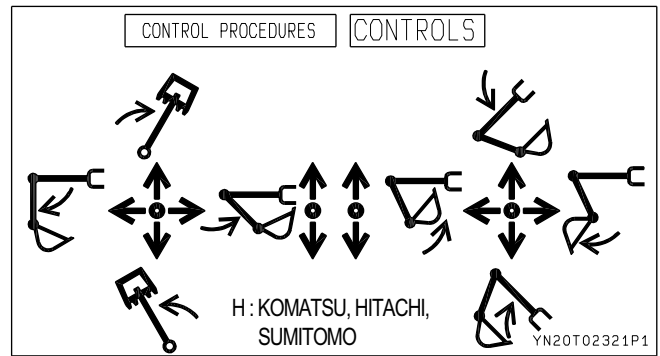 CONTROL PROCEDURES
CONTROLS
H : KOMATSU, HITACHI,
SUMITOMO
YN20T02321P1